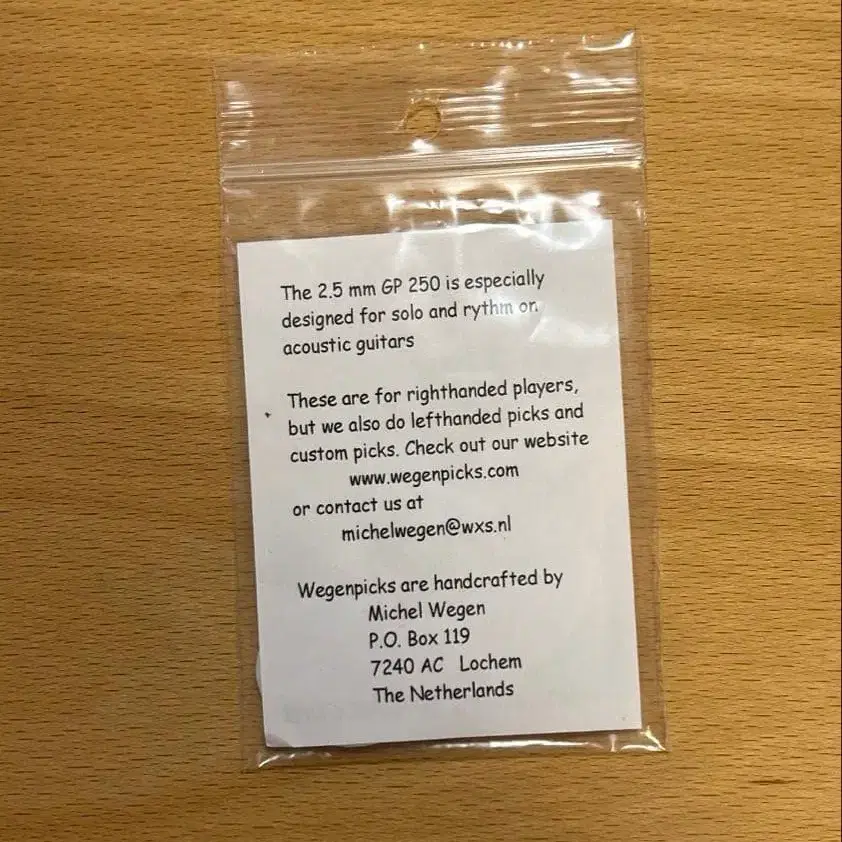 The 2.5 mm GP 250 is especially
designed for solo and rythm on
acoustic guitars
These are for righthanded players,
but we also do lefthanded picks and
custom picks. Check out our website
www.wegenpicks.com
or contact us at
michelwegen@wxs.nl
Wegenpicks are handcrafted by
Michel Wegen
P.O. Box 119
7240 AC Lochem
The Netherlands